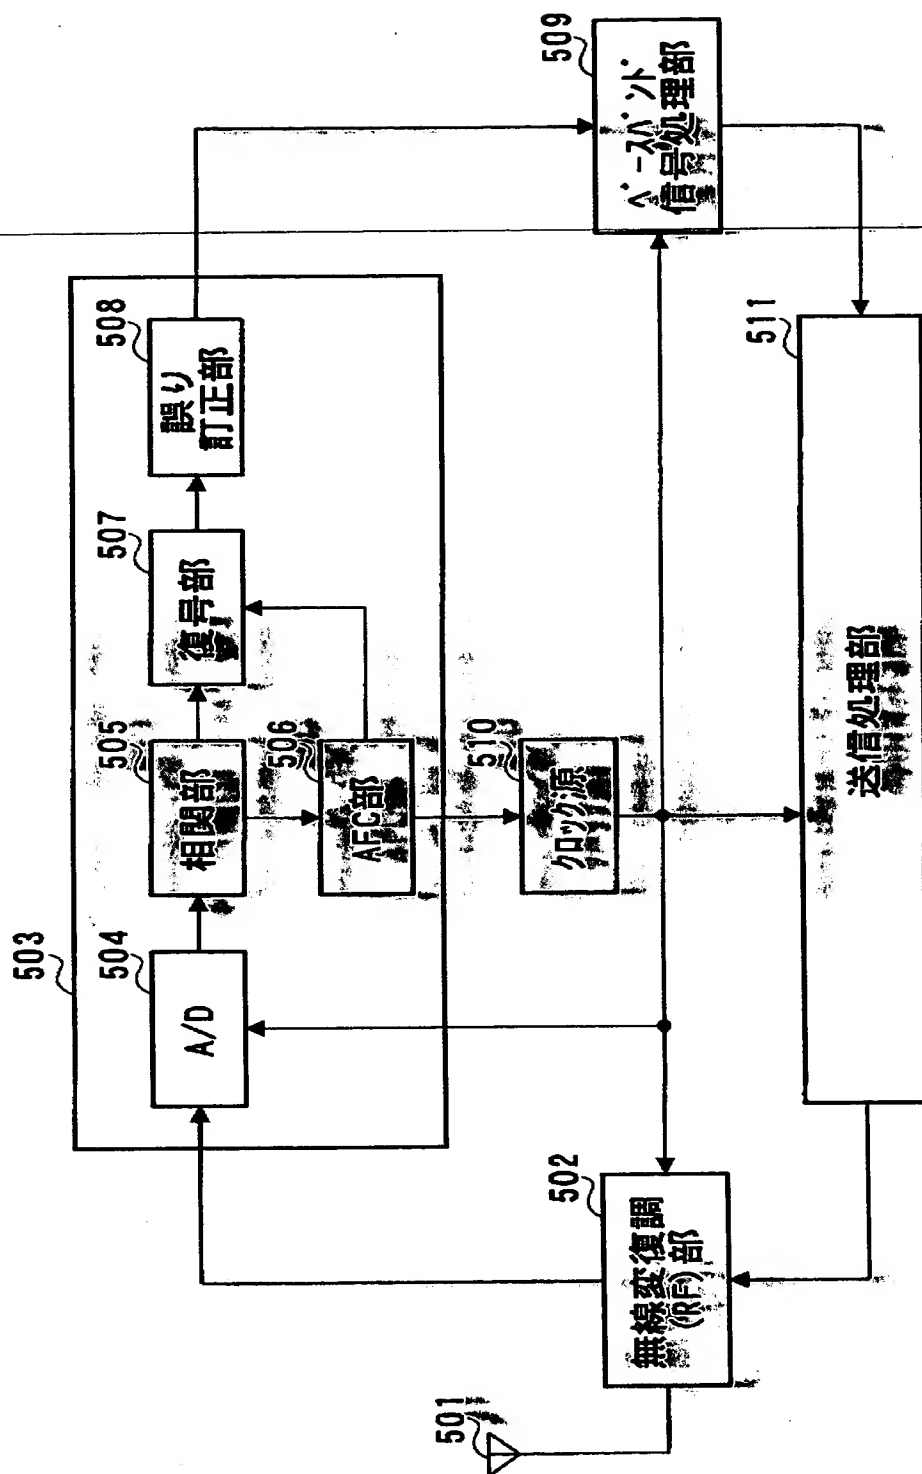 503
504
A/D
505
相関部
507
復号部
508
誤り
訂正部
506
AFC部
510
クロック源
509
ベースバンド
信号処理部
501
502
無線変復調
(RF)部
511
送信処理部